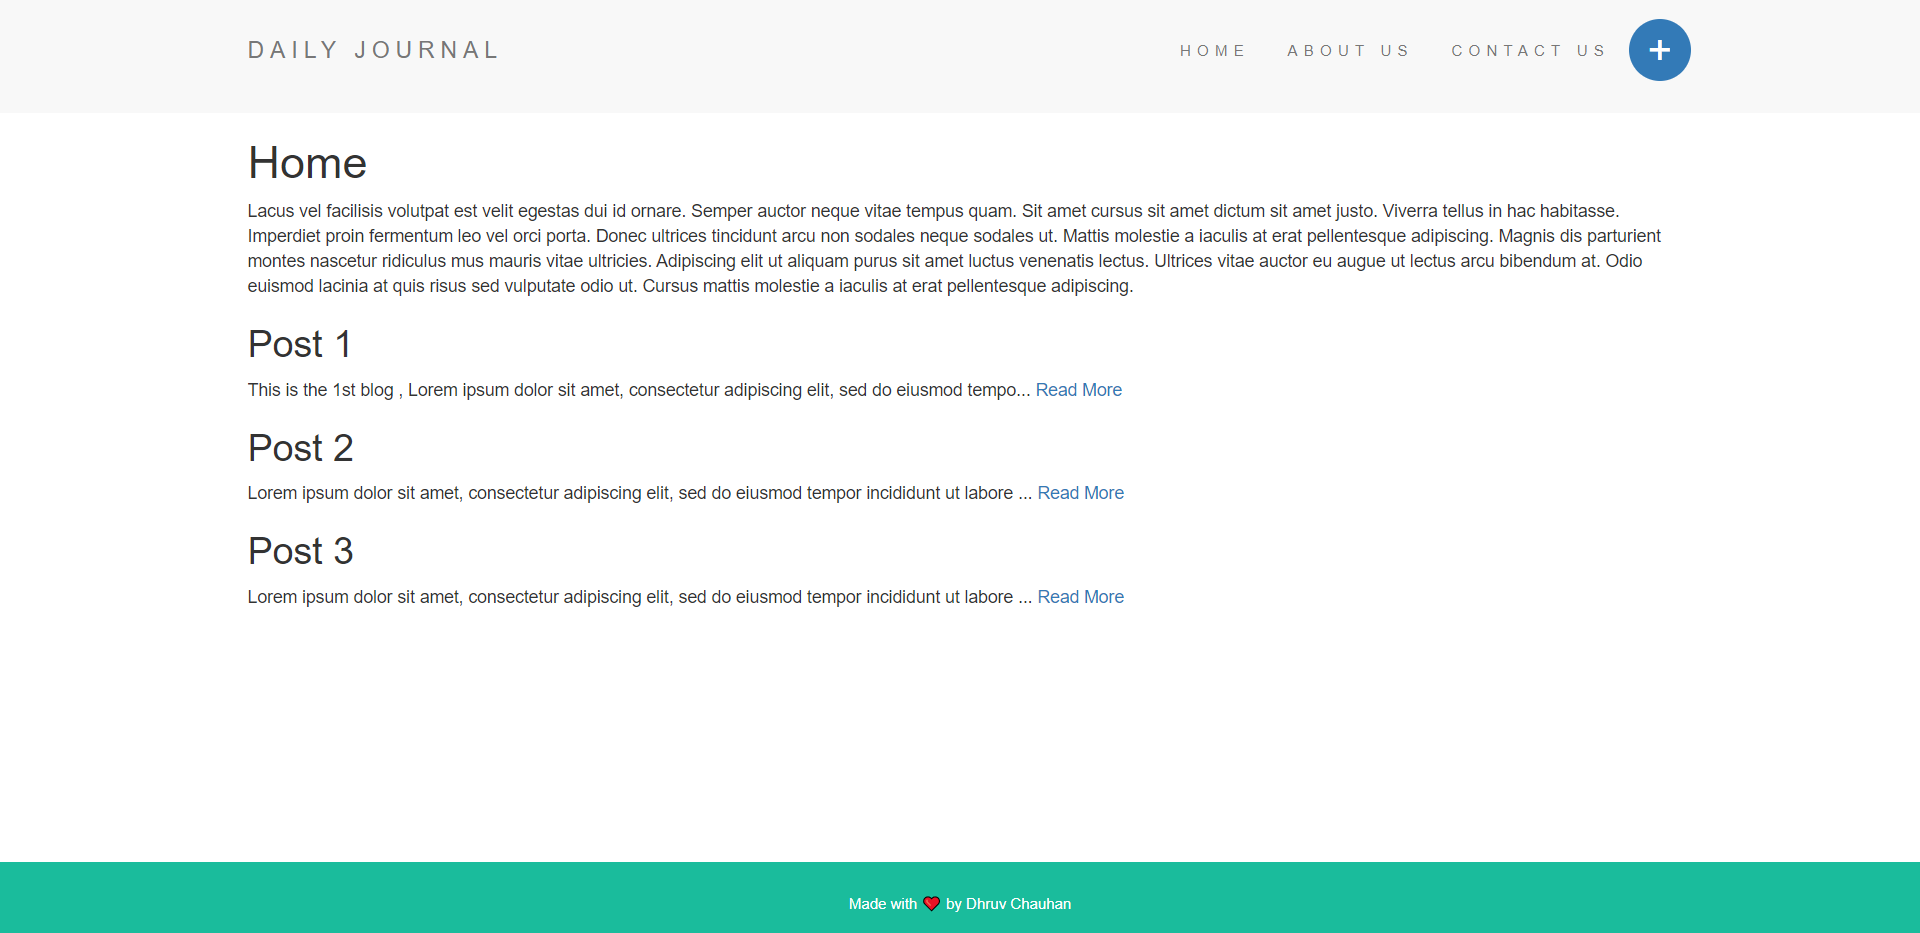 DAILY JOURNAL
HOME ABOUT US CONTACT US +
Home
Lacus vel facilisis volutpat est velit egestas dui id ornare. Semper auctor neque vitae tempus quam. Sit amet cursus sit amet dictum sit amet justo. Viverra tellus in hac habitasse.
Imperdiet proin fermentum leo vel orci porta. Donec ultrices tincidunt arcu non sodales neque sodales ut. Mattis molestie a iaculis at erat pellentesque adipiscing. Magnis dis parturient
montes nascetur ridiculus mus mauris vitae ultricies. Adipiscing elit ut aliquam purus sit amet luctus venenatis lectus. Ultrices vitae auctor eu augue ut lectus arcu bibendum at. Odio
euismod lacinia at quis risus sed vulputate odio ut. Cursus mattis molestie a iaculis at erat pellentesque adipiscing.
Post 1
This is the 1st blog , Lorem ipsum dolor sit amet, consectetur adipiscing elit, sed do eiusmod tempo... Read More
Post 2
Lorem ipsum dolor sit amet, consectetur adipiscing elit, sed do eiusmod tempor incididunt ut labore ... Read More
Post 3
Lorem ipsum dolor sit amet, consectetur adipiscing elit, sed do eiusmod tempor incididunt ut labore ... Read More
Made with ❤️ by Dhruv Chauhan